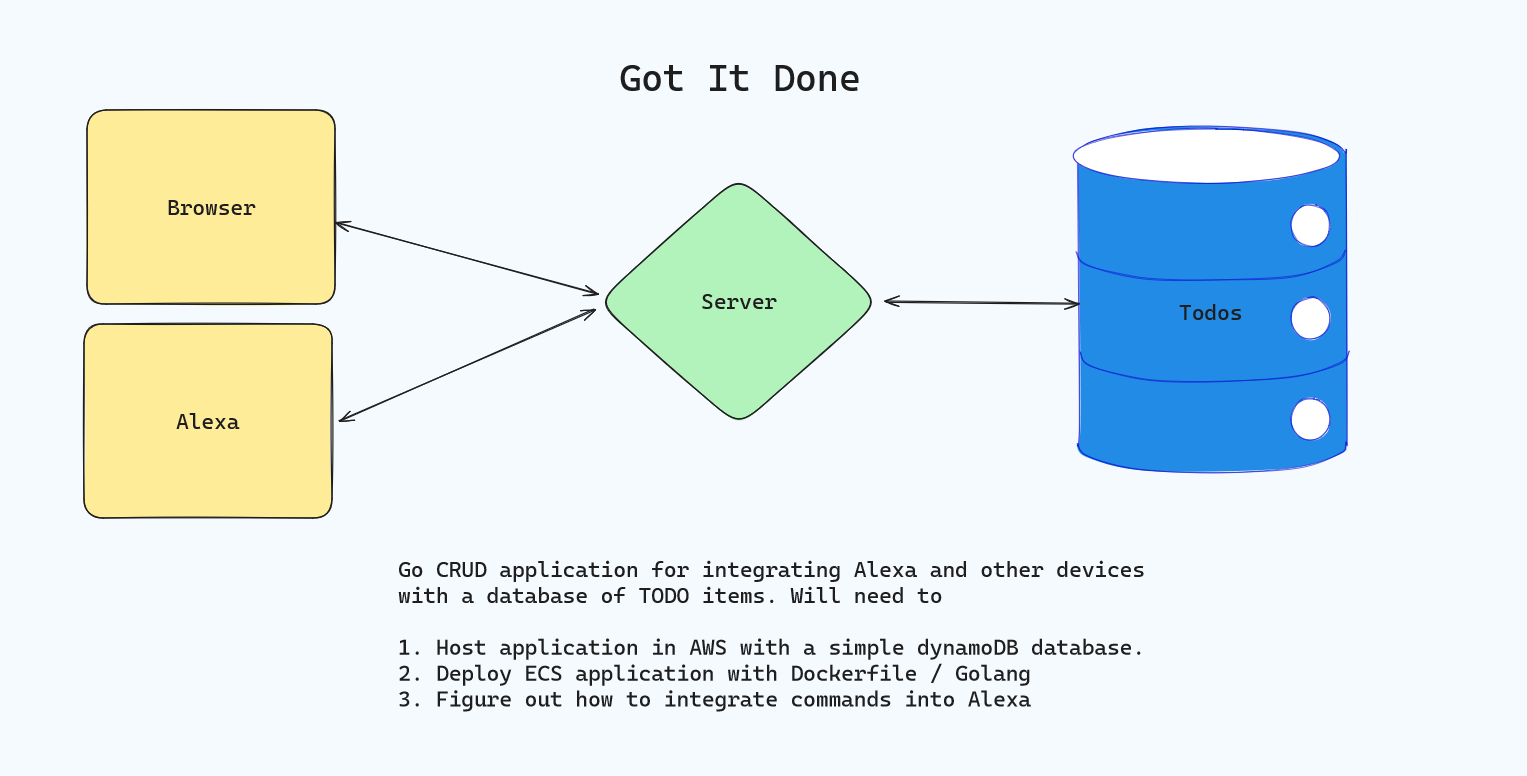 Got It Done
Browser
Server
Todos
Alexa
Go CRUD application for integrating Alexa and other devices
with a database of TODO items. Will need to
1. Host application in AWS with a simple dynamoDB database.
2. Deploy ECS application with Dockerfile / Golang
3. Figure out how to integrate commands into Alexa